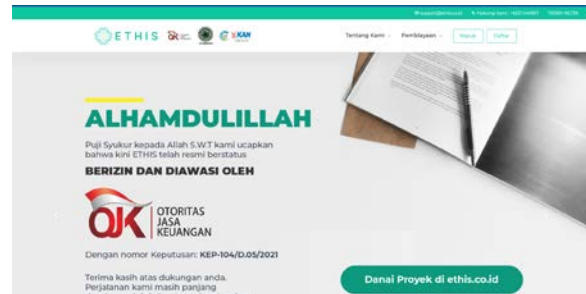 ETHIS
KAN
Tentang Kami
Pembiayaan
Masuk
Daftar
ALHAMDULILLAH
Puji Syukur kepada Allah S.W.T kami ucapkan
bahwa kini ETHIS telah resmi berstatus
BERIZIN DAN DIAWASI OLEH
OJK OTORITAS
JASA
KEUANGAN
Dengan nomor Keputusan: KEP-104/D.05/2021
Terima kasih atas dukungan anda.
Perjalanan kami masih panjang
Danai Proyek di ethis.co.id